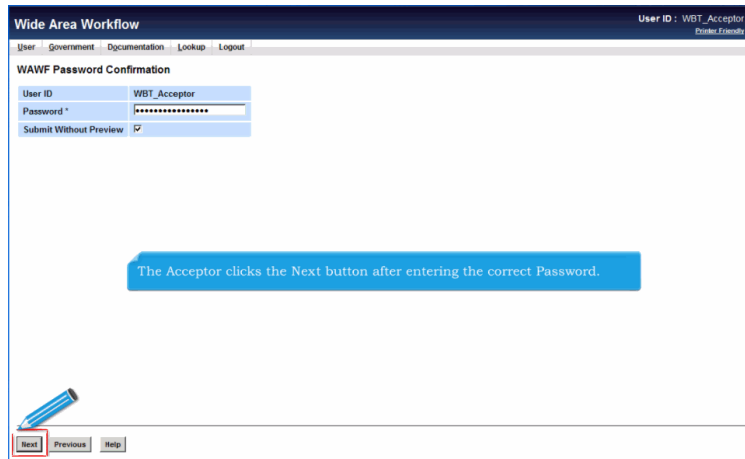 Wide Area Workflow
User ID : WBT_Acceptor
Printer Friendly
User Government Documentation Lookup Logout
WAWF Password Confirmation
User ID WBT_Acceptor
Password * ••••••••••••••••
Submit Without Preview
The Acceptor clicks the Next button after entering the correct Password.
Next Previous Help